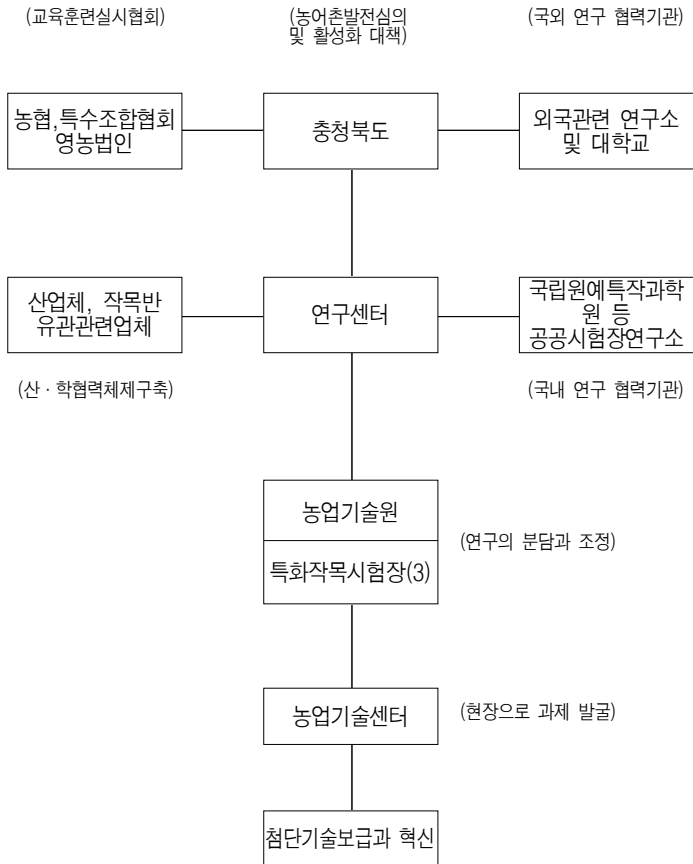 (교육훈련실시협회)
(농어촌발전심의
및 활성화 대책)
(국외 연구 협력기관)
농협,특수조합협회
영농법인
충청북도
외국관련 연구소
및 대학교
산업체, 작목반
유관관련업체
연구센터
국립원예특작과학
원 등
공공시험장연구소
(산 · 학협력체제구축)
(국내 연구 협력기관)
농업기술원
특화작목시험장(3)
(연구의 분담과 조정)
농업기술센터
(현장으로 과제 발굴)
첨단기술보급과 혁신